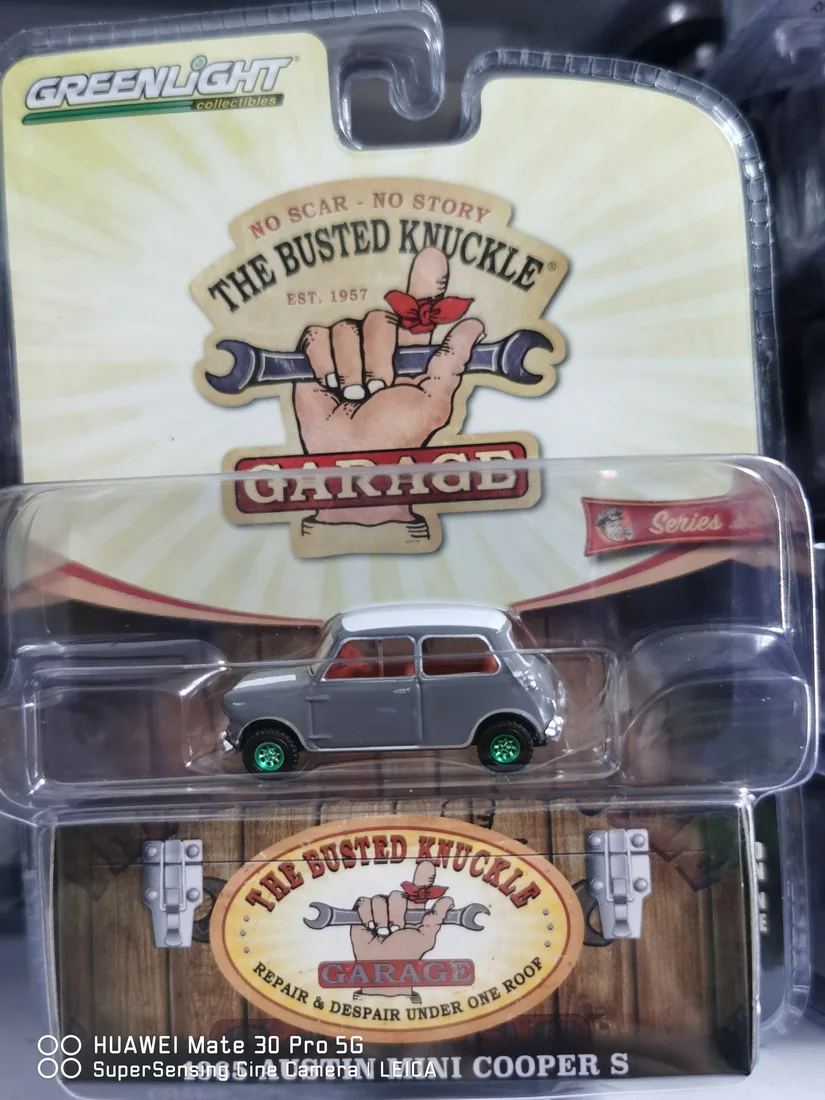 GREENLiGHT®
collectibles
NO SCAR - NO STORY
THE BUSTED KNUCKLE®
EST. 1957
GARAGE
Series
THE BUSTED KNUCKLE
GARAGE
REPAIR & DESPAIR UNDER ONE ROOF
AUSTIN MINI COOPER S
HUAWEI Mate 30 Pro 5G
SuperSensing Cine Camera | LEICA